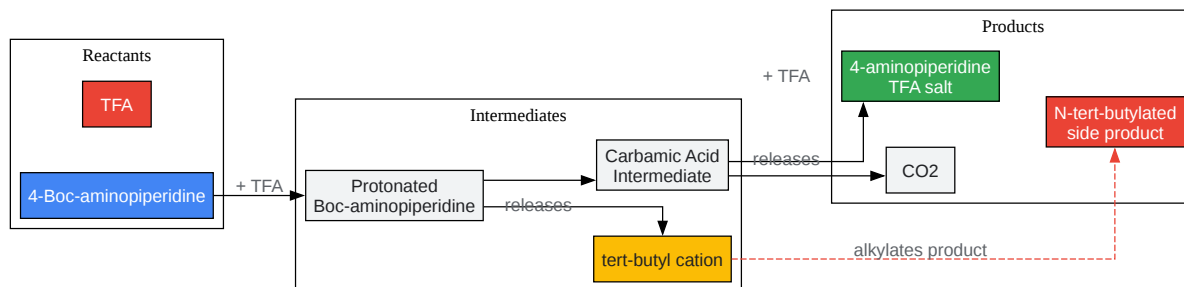 Reactants
TFA
4-Boc-aminopiperidine
+ TFA
Intermediates
Protonated
Boc-aminopiperidine
releases
Carbamic Acid
Intermediate
tert-butyl cation
releases
+ TFA
alkylates product
Products
4-aminopiperidine
TFA salt
CO2
N-tert-butylated
side product